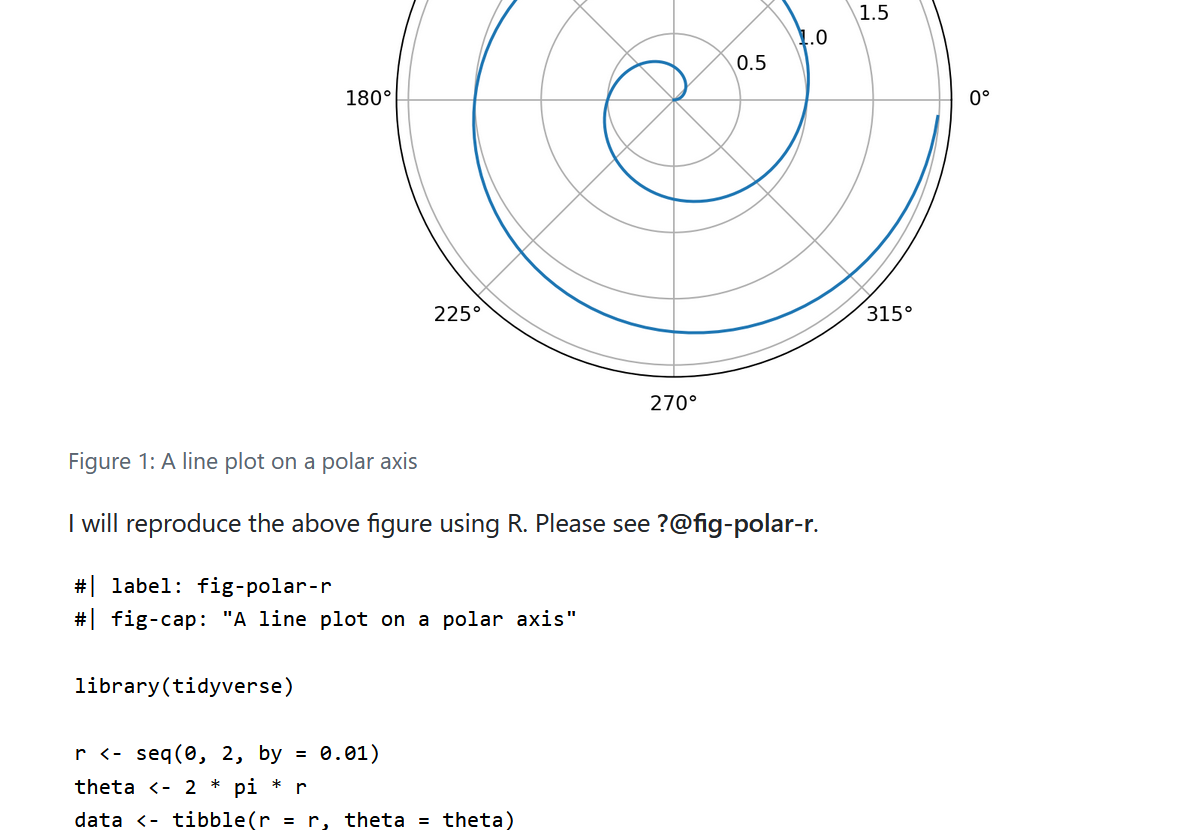 1.5
1.0
0.5
180°
0°
225°
315°
270°
Figure 1: A line plot on a polar axis
I will reproduce the above figure using R. Please see ?@fig-polar-r.
#| label: fig-polar-r
#| fig-cap: "A line plot on a polar axis"
library(tidyverse)
r <- seq(0, 2, by = 0.01)
theta <- 2 * pi * r
data <- tibble(r = r, theta = theta)